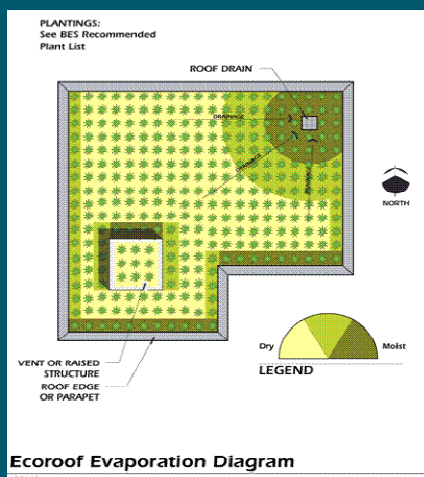 PLANTINGS:
See BES Recommended
Plant List
ROOF DRAIN
DRAINAGE
DRAINAGE
DRAINAGE
NORTH
VENT OR RAISED
STRUCTURE
ROOF EDGE
OR PARAPET
Dry
Moist
LEGEND
Ecoroof Evaporation Diagram